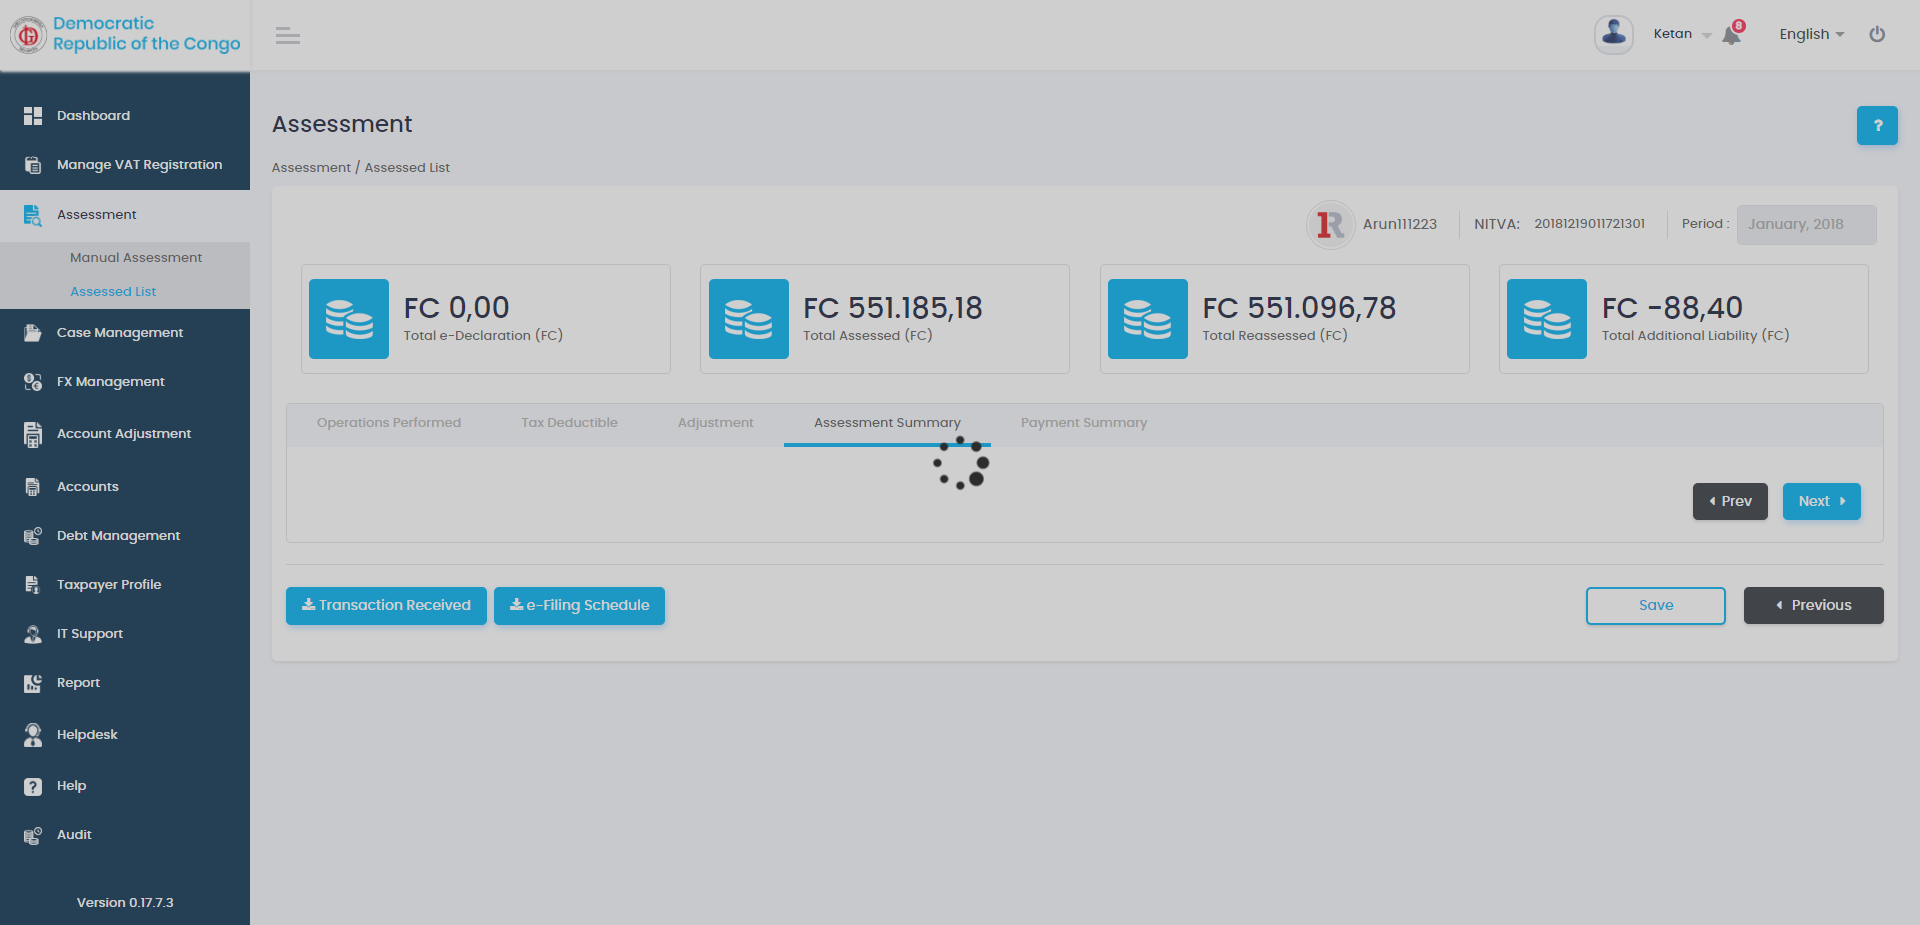 Democratic
Republic of the Congo
Ketan
8
English
Dashboard
Manage VAT Registration
Assessment
Manual Assessment
Assessed List
Case Management
FX Management
Account Adjustment
Accounts
Debt Management
Taxpayer Profile
IT Support
Report
Helpdesk
Help
Audit
Version 0.17.7.3
Assessment
?
Assessment / Assessed List
Arun111223
NITVA: 20181219011721301
Period : January, 2018
FC 0,00
Total e-Declaration (FC)
FC 551.185,18
Total Assessed (FC)
FC 551.096,78
Total Reassessed (FC)
FC -88,40
Total Additional Liability (FC)
Operations Performed
Tax Deductible
Adjustment
Assessment Summary
Payment Summary
Prev
Next
Transaction Received
e-Filing Schedule
Save
Previous